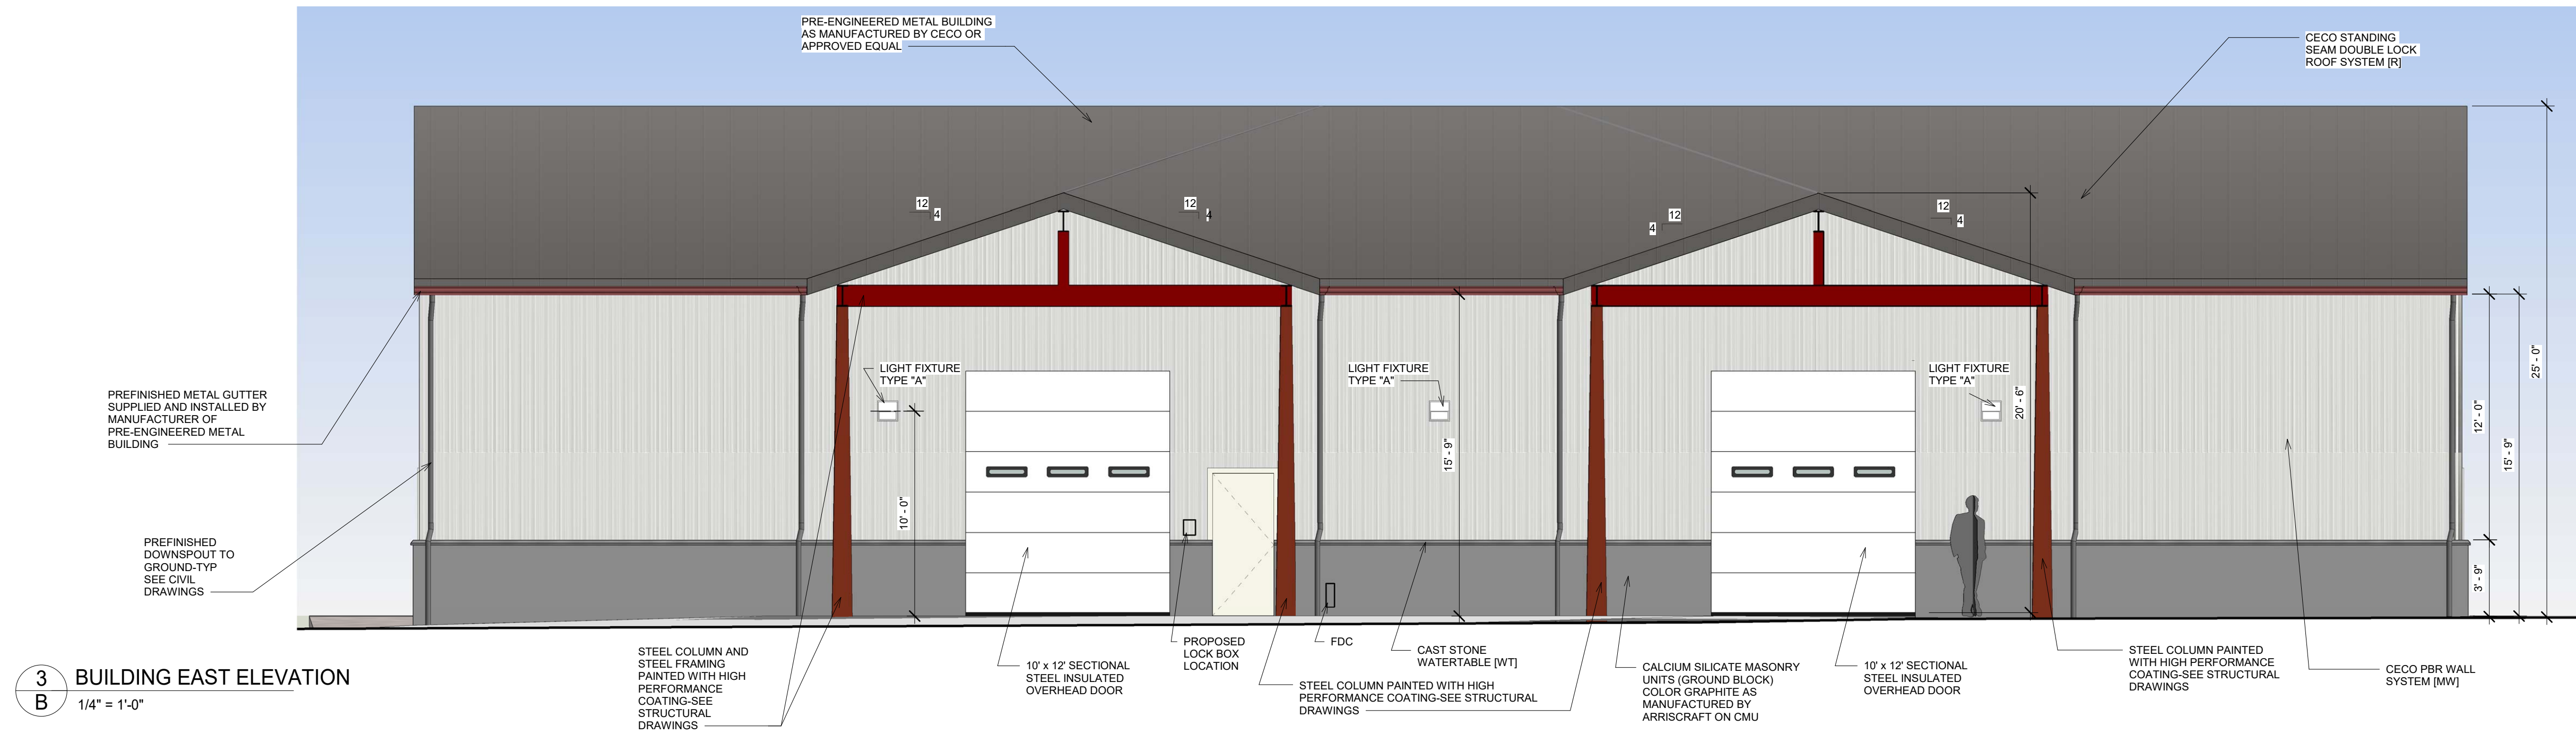 PRE-ENGINEERED METAL BUILDING
AS MANUFACTURED BY CECO OR
APPROVED EQUAL
CECO STANDING
SEAM DOUBLE LOCK
ROOF SYSTEM [R]
12
4
12
4
12
4
12
4
LIGHT FIXTURE
TYPE "A"
LIGHT FIXTURE
TYPE "A"
LIGHT FIXTURE
TYPE "A"
10' - 0"
15' - 9"
20' - 6"
12' - 0"
3' - 9"
15' - 9"
25' - 0"
PREFINISHED METAL GUTTER
SUPPLIED AND INSTALLED BY
MANUFACTURER OF
PRE-ENGINEERED METAL
BUILDING
PREFINISHED
DOWNSPOUT TO
GROUND-TYP
SEE CIVIL
DRAWINGS
STEEL COLUMN AND
STEEL FRAMING
PAINTED WITH HIGH
PERFORMANCE
COATING-SEE
STRUCTURAL
DRAWINGS
10' x 12' SECTIONAL
STEEL INSULATED
OVERHEAD DOOR
PROPOSED
LOCK BOX
LOCATION
FDC
STEEL COLUMN PAINTED WITH HIGH
PERFORMANCE COATING-SEE STRUCTURAL
DRAWINGS
CAST STONE
WATERTABLE [WT]
CALCIUM SILICATE MASONRY
UNITS (GROUND BLOCK)
COLOR GRAPHITE AS
MANUFACTURED BY
ARRISCRAFT ON CMU
10' x 12' SECTIONAL
STEEL INSULATED
OVERHEAD DOOR
STEEL COLUMN PAINTED
WITH HIGH PERFORMANCE
COATING-SEE STRUCTURAL
DRAWINGS
CECO PBR WALL
SYSTEM [MW]
3
B
BUILDING EAST ELEVATION
1/4" = 1'-0"